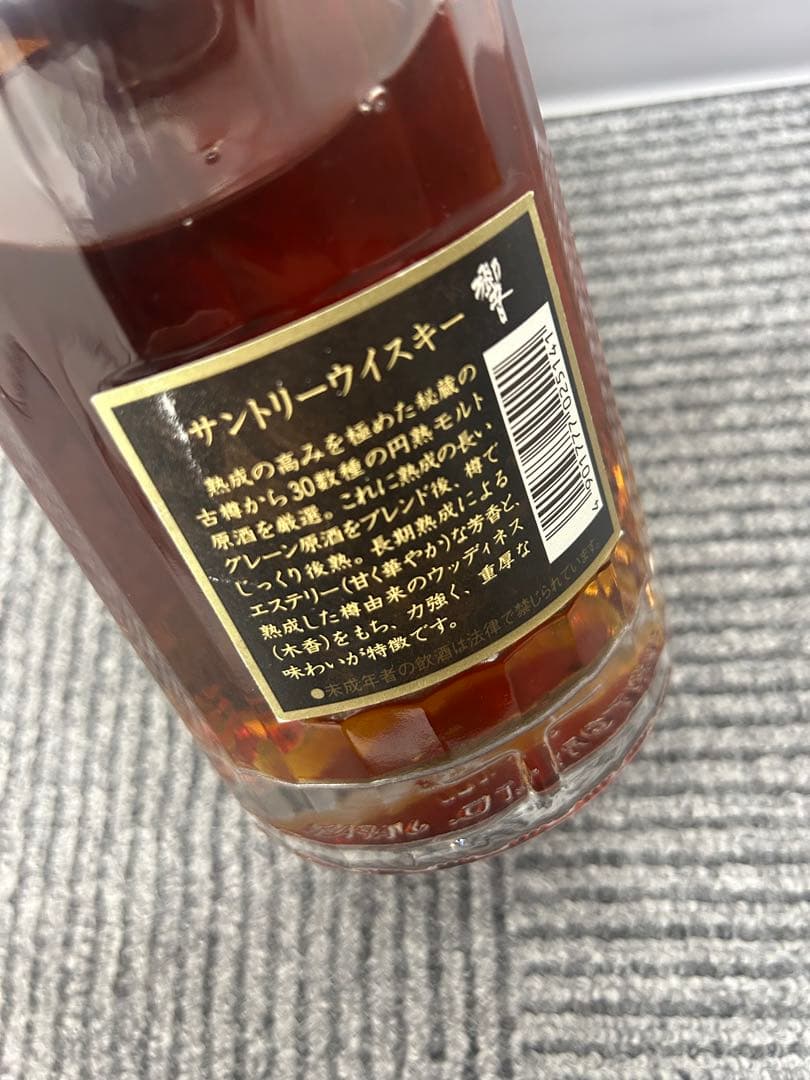 響
サントリーウイスキー
熟成の高みを極めた秘蔵の
古樽から30数種の円熟モルト
原酒を厳選。これに熟成の長い
グレーン原酒をブレンド後、樽で
じっくり後熟。長期熟成による
エステリー(甘く華やか)な芳香と、
熟成した樽由来のウッディネス
(木香)をもち、力強く、重厚な
味わいが特徴です。
●未成年者の飲酒は法律で禁じられています。
4 901777 025141